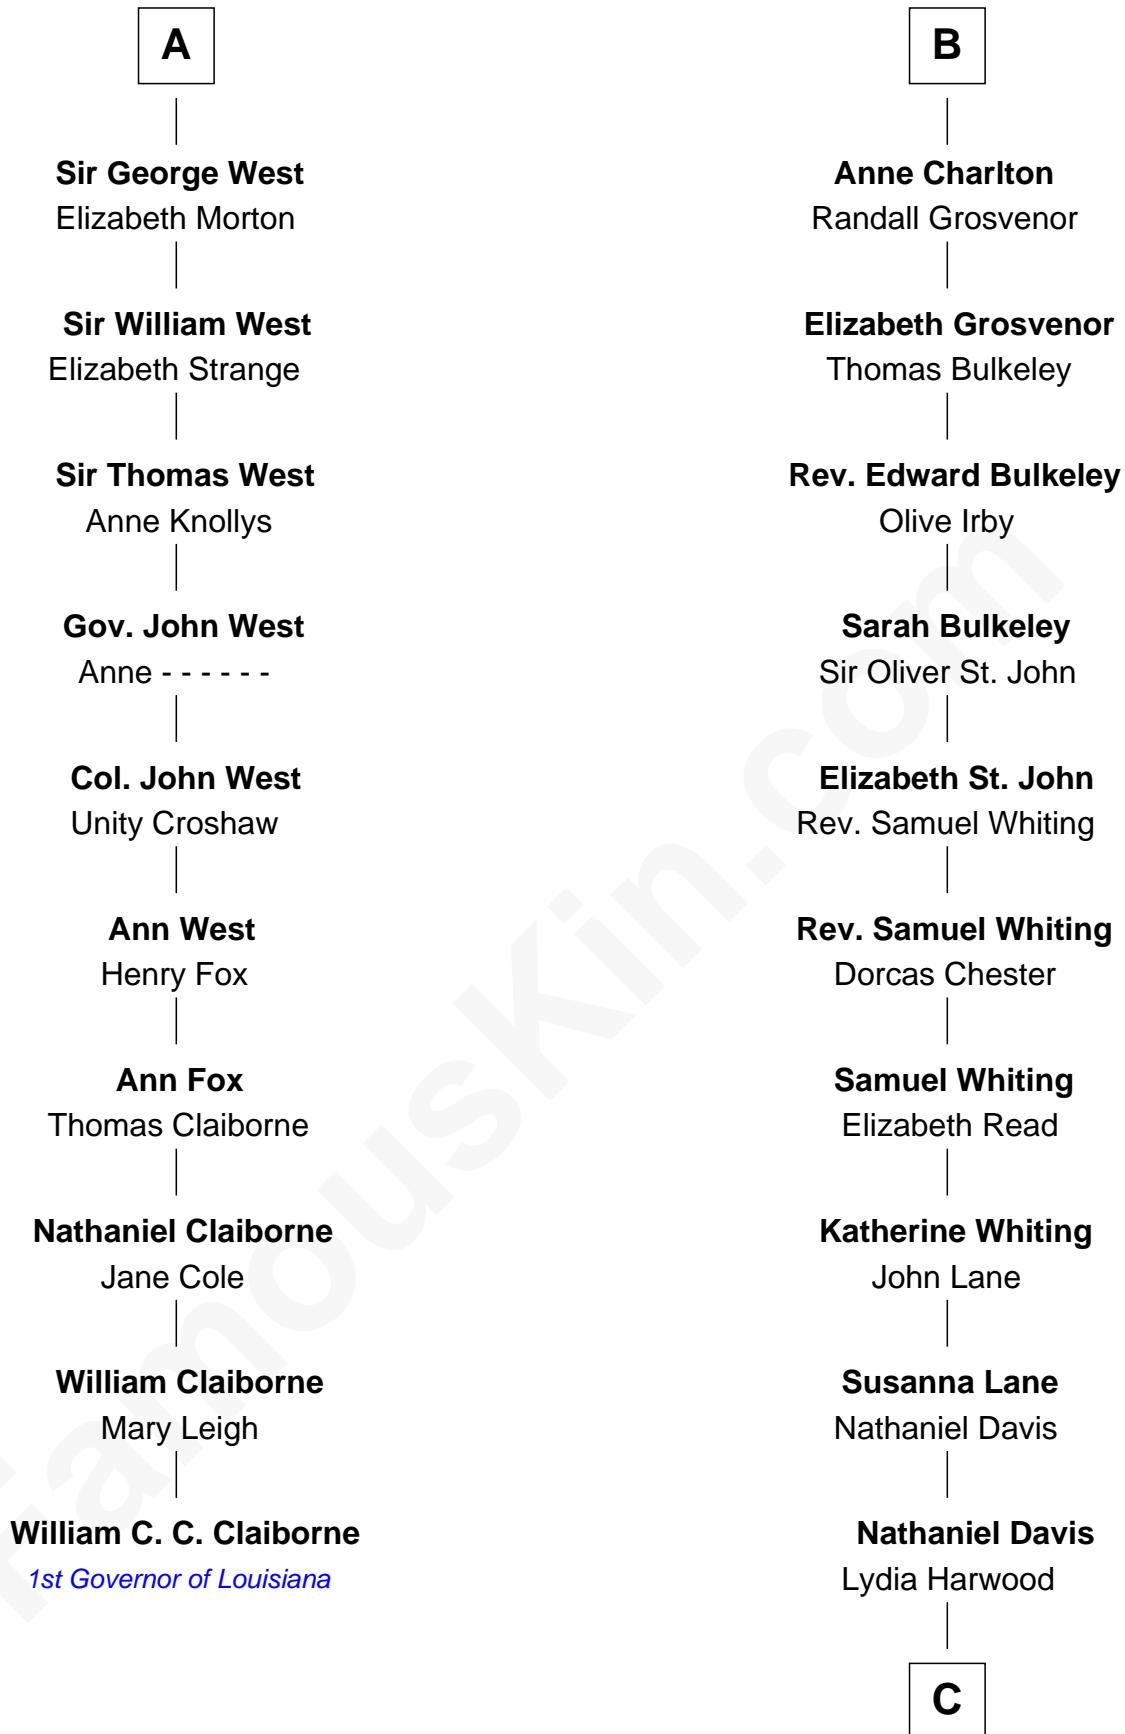 A
Sir George West
Elizabeth Morton
Sir William West
Elizabeth Strange
Sir Thomas West
Anne Knollys
Gov. John West
Anne - - - - - -
Col. John West
Unity Croshaw
Ann West
Henry Fox
Ann Fox
Thomas Claiborne
Nathaniel Claiborne
Jane Cole
William Claiborne
Mary Leigh
William C. C. Claiborne
1st Governor of Louisiana
B
Anne Charlton
Randall Grosvenor
Elizabeth Grosvenor
Thomas Bulkeley
Rev. Edward Bulkeley
Olive Irby
Sarah Bulkeley
Sir Oliver St. John
Elizabeth St. John
Rev. Samuel Whiting
Rev. Samuel Whiting
Dorcas Chester
Samuel Whiting
Elizabeth Read
Katherine Whiting
John Lane
Susanna Lane
Nathaniel Davis
Nathaniel Davis
Lydia Harwood
C
FamousKin.com